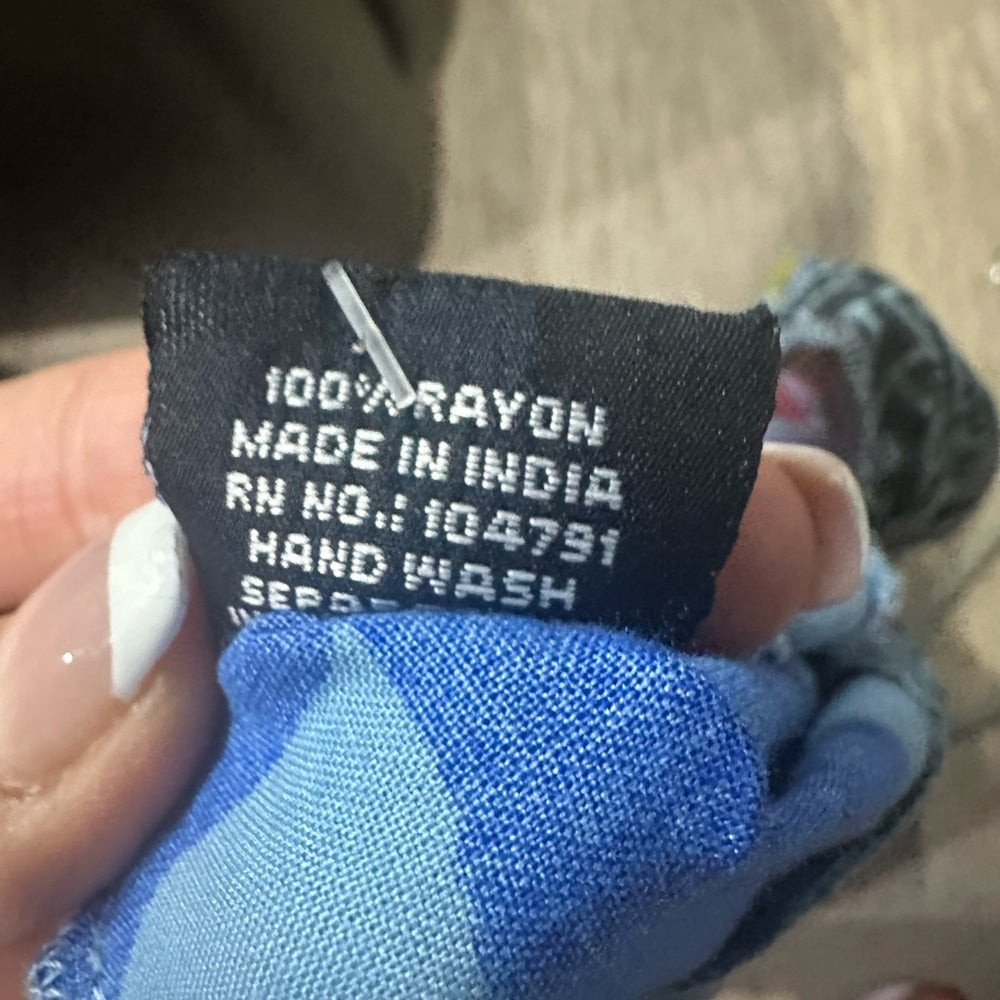 100% RAYON
MADE IN INDIA
RN NO.: 104791
HAND WASH